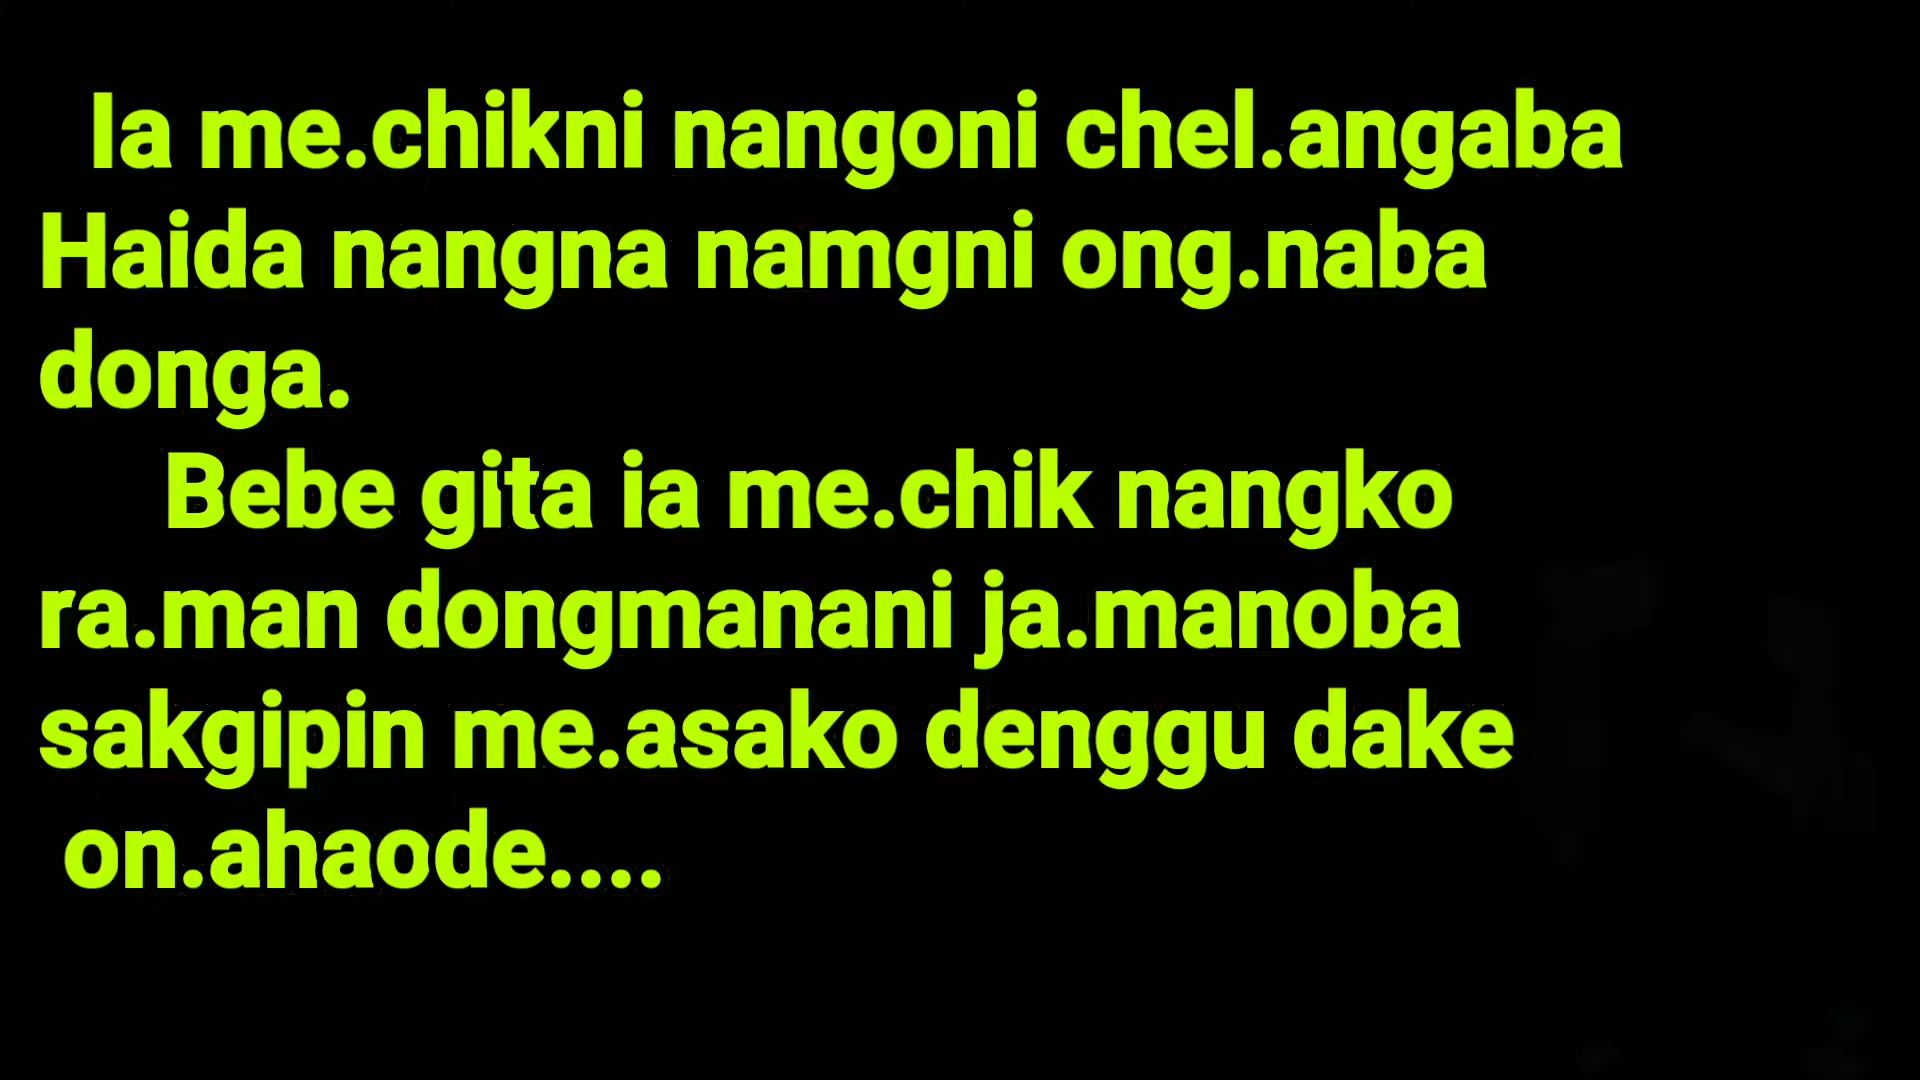 Ia me.chikni nangoni chel.angaba
Haida nangna namgni ong.naba
donga.
Bebe gita ia me.chik nangko
ra.man dongmanani ja.manoba
sakgipin me.asako denggu dake
on.ahaode....